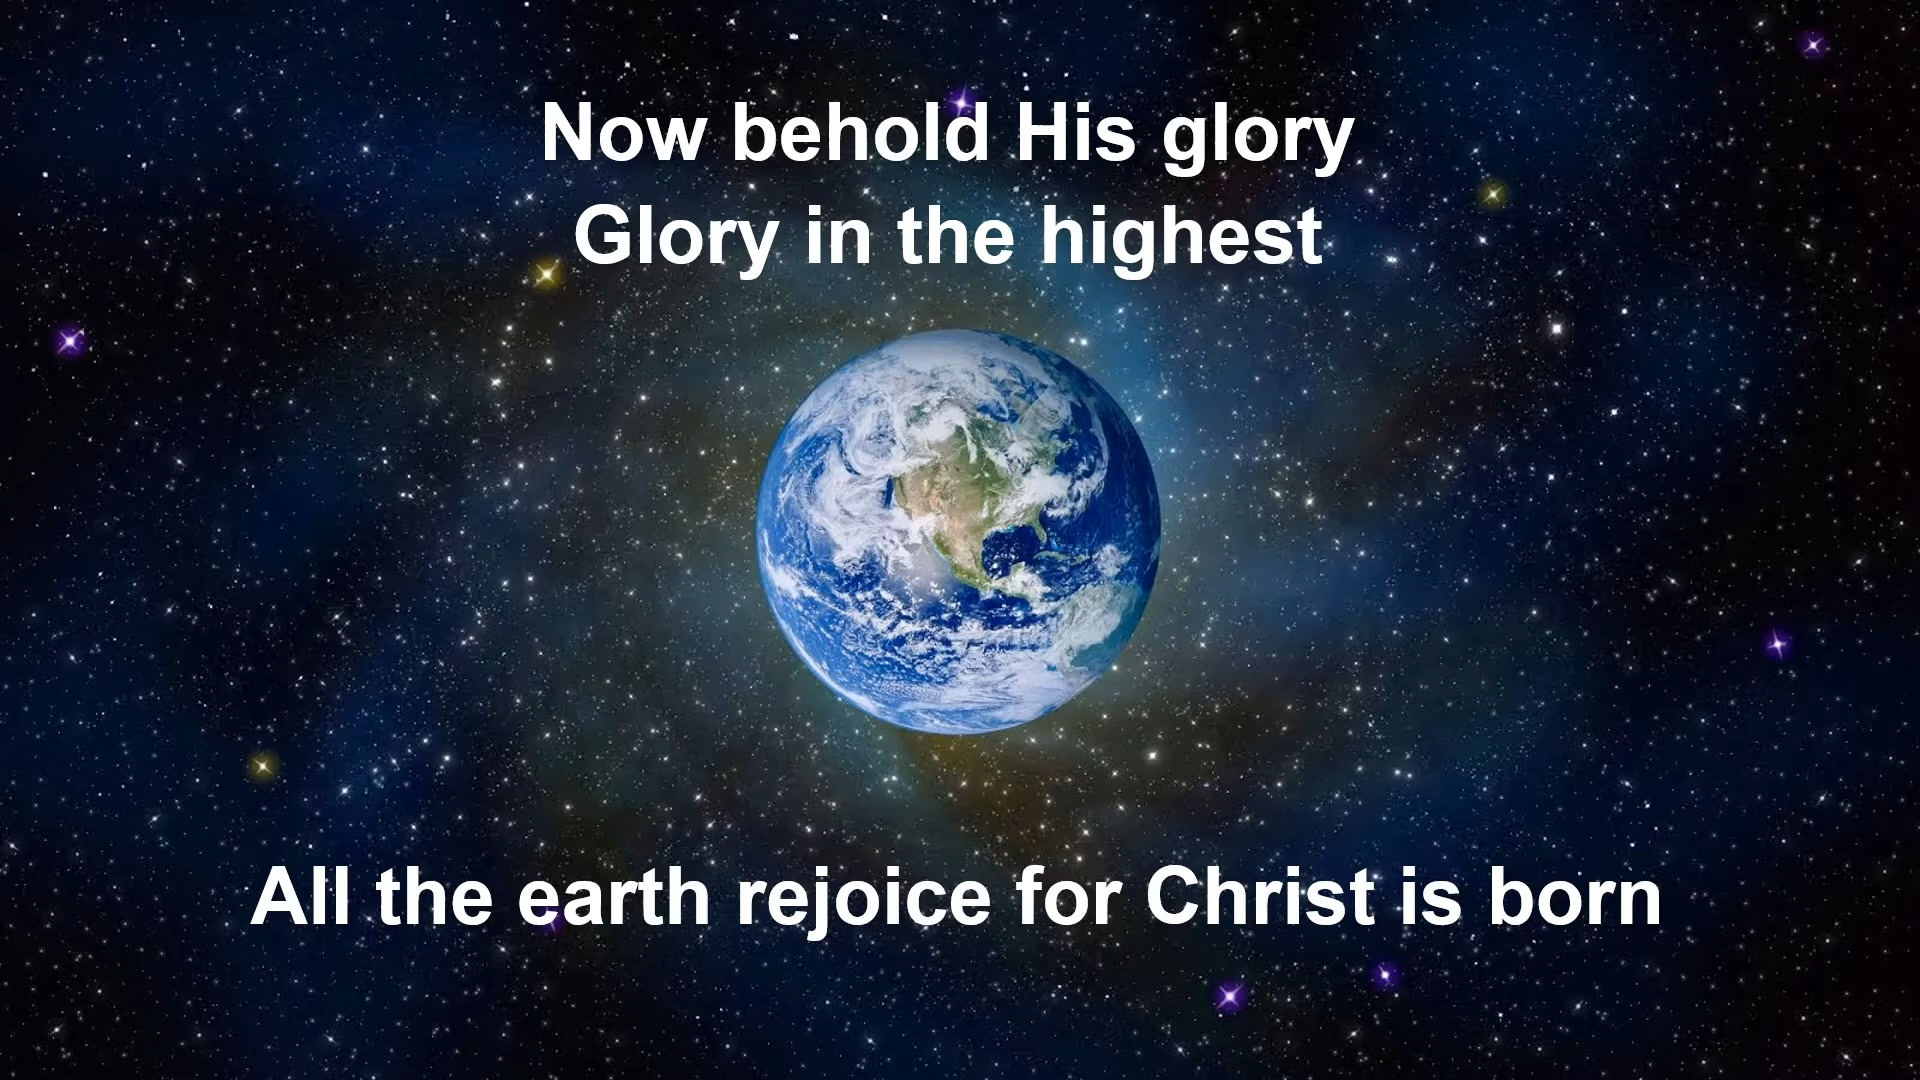 Now behold His glory
Glory in the highest
All the earth rejoice for Christ is born